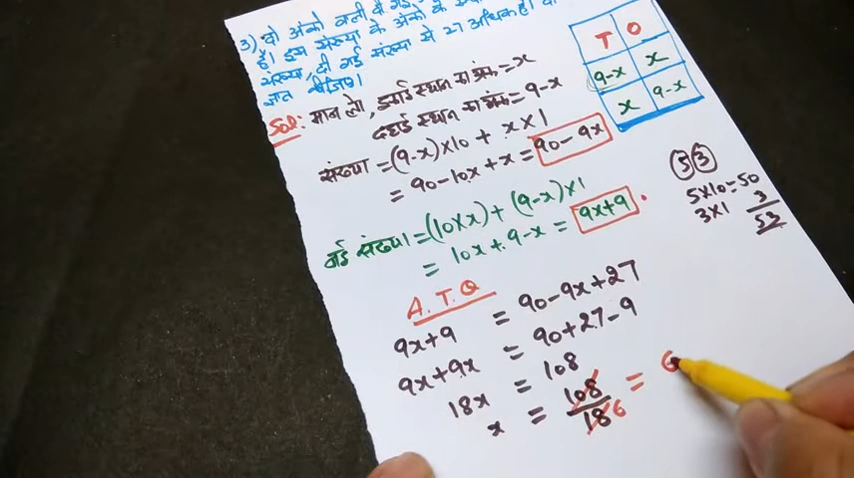 3) दो अंको वाली दी गई
है। इस संख्या के अंको के
संख्या, दी गई संख्या से 27 अधिक है।
ज्ञात कीजिए।
Sol: मान लो, इकाई स्थान का अंक = x
दहाई स्थान का अंक = 9-x
संख्या = (9-x)×10 + x×1
= 90-10x+x = 90-9x
नई संख्या = (10×x) + (9-x)×1
= 10x+9-x = 9x+9
A.T.Q
9x+9 = 90-9x+27
9x+9x = 90+27-9
18x = 108
x = 108/18 6 = 6
T O
9-x x
x 9-x
5 3
5×10=50
3×1 3
53